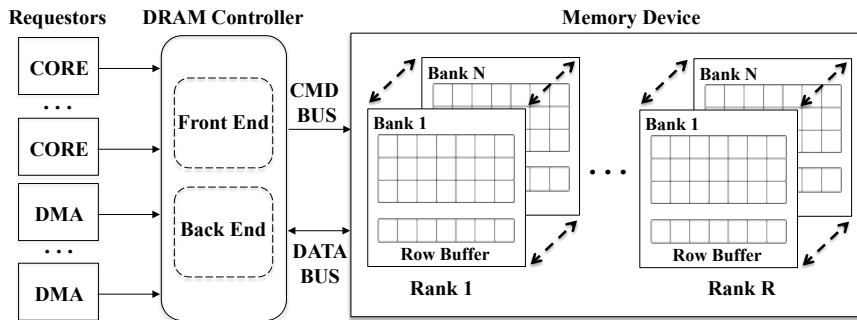 Requestors
DRAM Controller
Memory Device
CORE
. . .
CORE
DMA
. . .
DMA
Front End
Back End
CMD
BUS
DATA
BUS
Bank N
Bank 1
Row Buffer
Rank 1
. . .
Bank N
Bank 1
Row Buffer
Rank R